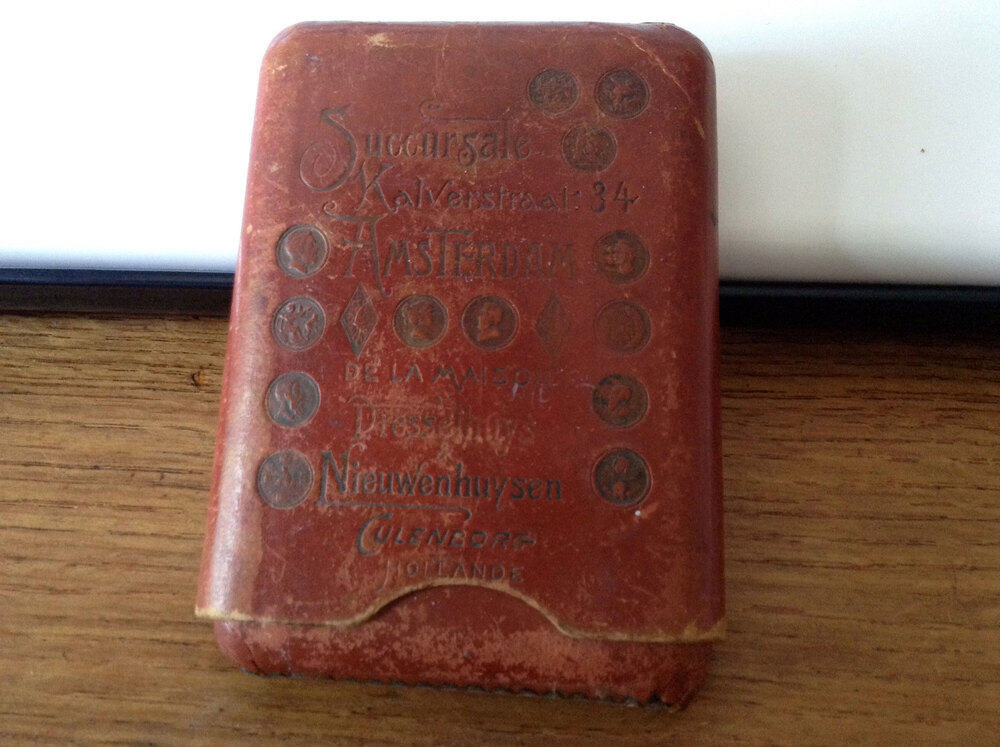 Succursale
Kalverstraat 34
AMSTERDAM
DE LA MAISON
Dresselhuys
&
Nieuwenhuysen
CULENBORG
HOLLANDE